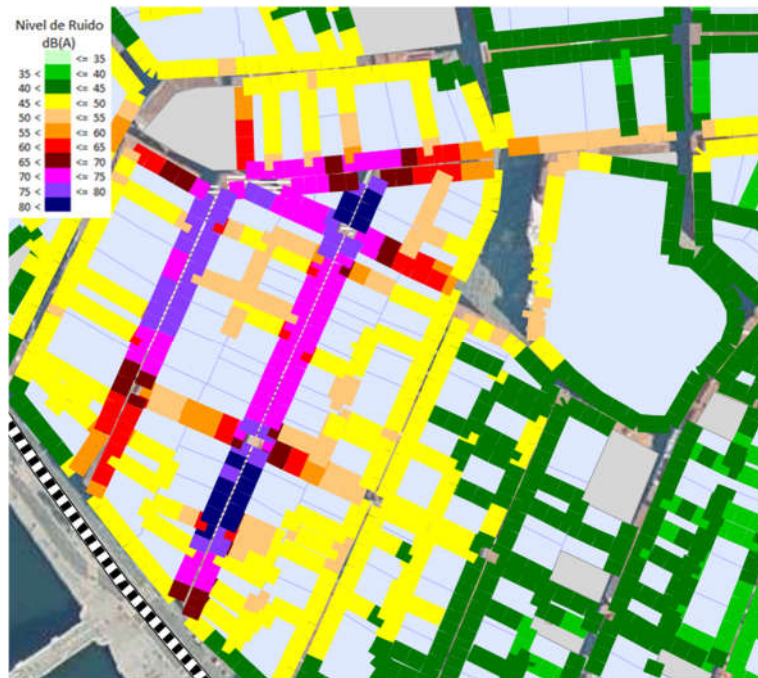 Nivel de Ruido
dB(A)
<= 35
35 < <= 40
40 < <= 45
45 < <= 50
50 < <= 55
55 < <= 60
60 < <= 65
65 < <= 70
70 < <= 75
75 < <= 80
80 <